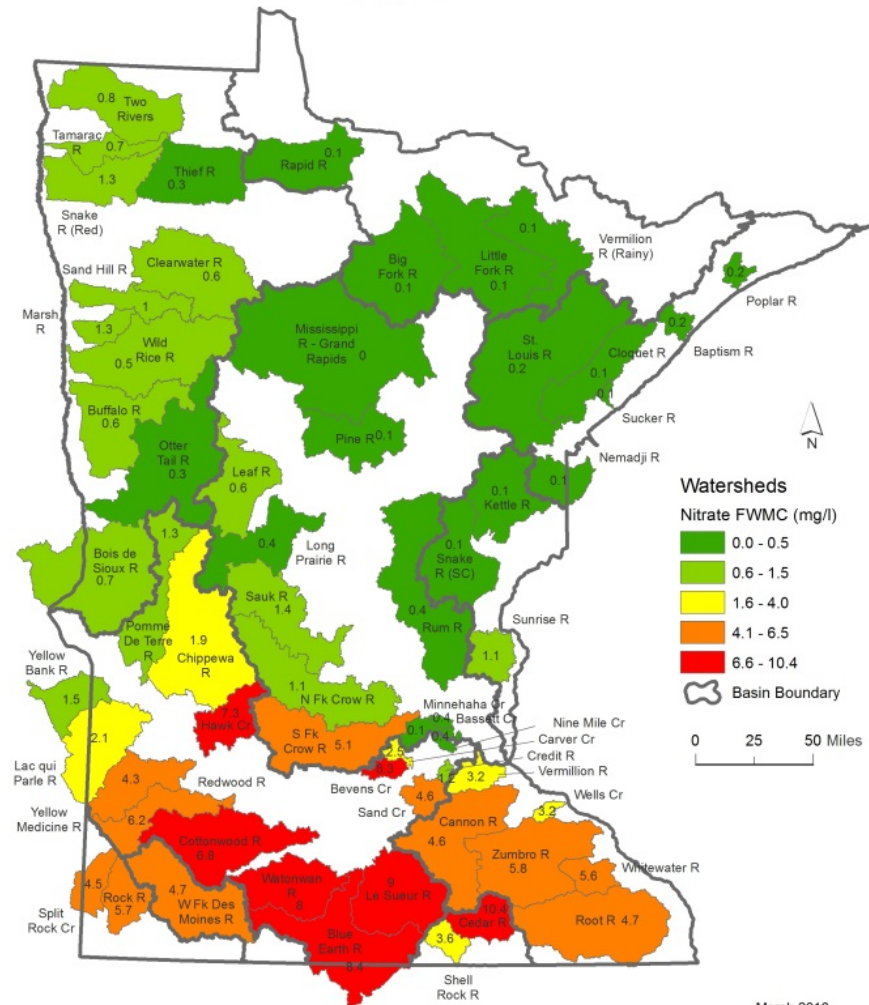 0.8 Two
Rivers
Tamarac
R
0.7
1.3
Thief R
0.3
Rapid R
0.1
Snake
R (Red)
Clearwater R
0.6
Sand Hill R
1
Marsh
R
1.3
Wild
Rice R
0.5
Buffalo R
0.6
Otter
Tail R
0.3
Big
Fork R
0.1
Little
Fork R
0.1
0.1
Vermilion
R (Rainy)
0.2
Poplar R
0.2
Baptism R
Mississippi
R - Grand
Rapids
0
St.
Louis R
0.2
Cloquet R
0.1
0.1
Sucker R
Pine R 0.1
N
Nemadji R
0.1
0.1
Kettle R
Leaf R
0.6
0.4
Long
Prairie R
0.1
Snake
R (SC)
0.4
Rum R
Sunrise R
1.1
Bois de
Sioux R
0.7
1.3
Pomme
De Terre
R
1.9
Chippewa
R
Sauk R
1.4
1.1
N Fk Crow R
Yellow
Bank R
1.5
2.1
Lac qui
Parle R
7.3
Hawk Cr
S Fk
Crow R
5.1
Minnehaha Cr
0.4 Bassett Cr
0.1
0.4
Nine Mile Cr
Carver Cr
Credit R
Vermillion R
2.5
8.3
Bevens Cr
1.2
3.2
Sand Cr
4.6
Wells Cr
3.2
4.3
Redwood R
Yellow
Medicine R
6.2
Cottonwood R
6.8
Cannon R
4.6
Zumbro R
5.8
Whitewater R
5.6
Root R 4.7
4.5
Split
Rock Cr
Rock R
5.7
4.7
W Fk Des
Moines R
Watonwan
R
8
9
Le Sueur R
Blue
Earth R
8.4
10.4
Cedar R
3.6
Shell
Rock R
Watersheds
Nitrate FWMC (mg/l)
0.0 - 0.5
0.6 - 1.5
1.6 - 4.0
4.1 - 6.5
6.6 - 10.4
Basin Boundary
0 25 50 Miles